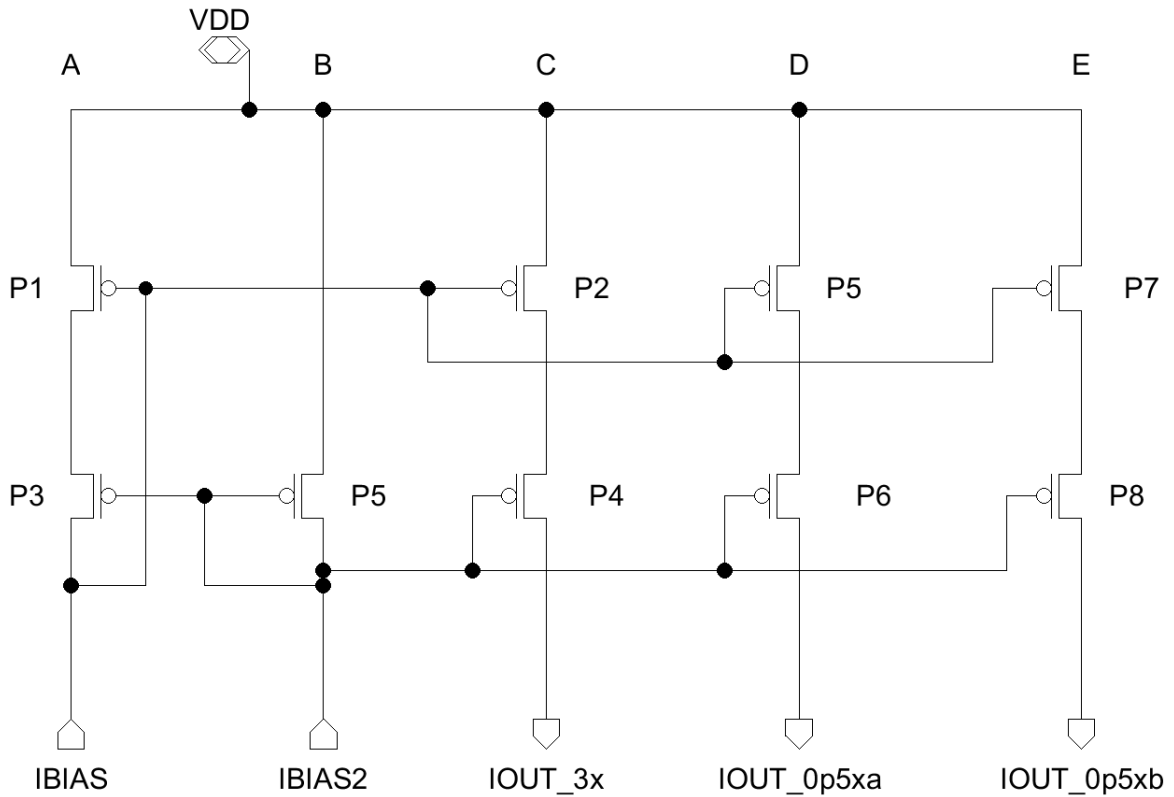 VDD
A B C D E
P1 P2 P5 P7
P3 P5 P4 P6 P8
IBIAS IBIAS2 IOUT_3x IOUT_0p5xa IOUT_0p5xb